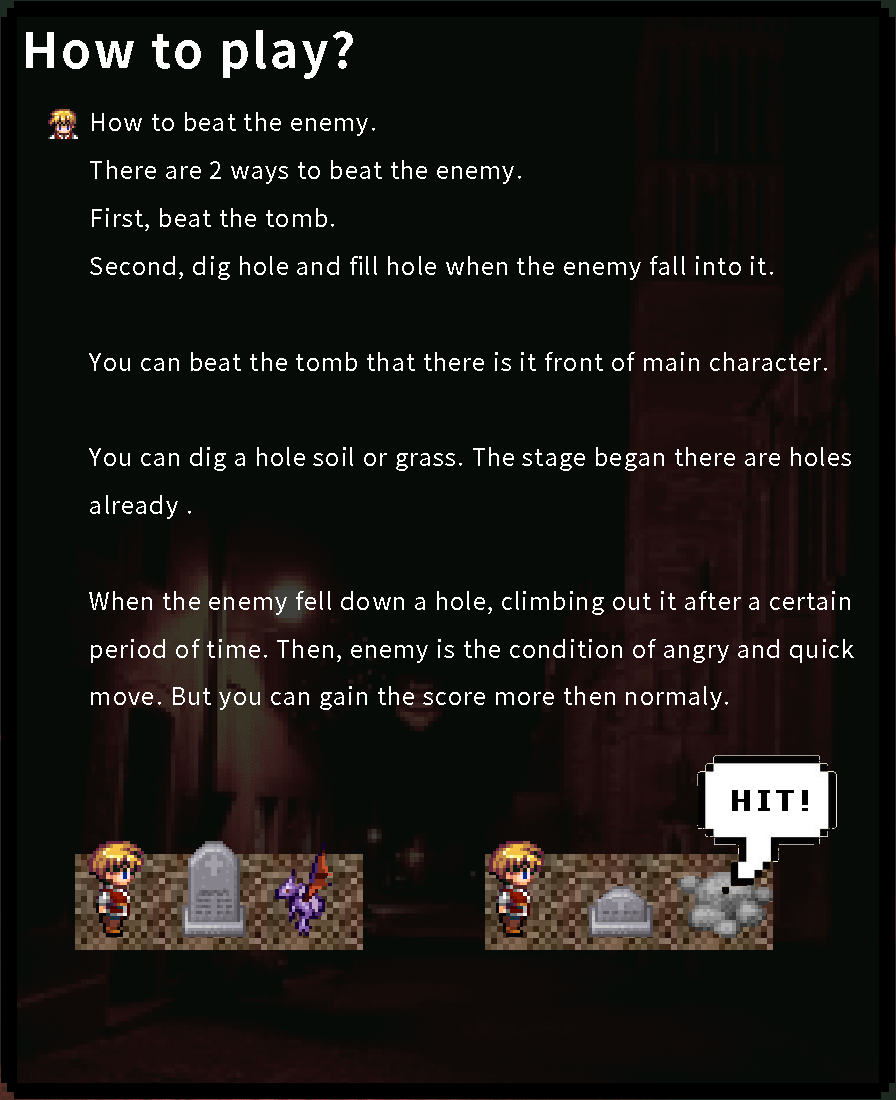 How to play?
How to beat the enemy.
There are 2 ways to beat the enemy.
First, beat the tomb.
Second, dig hole and fill hole when the enemy fall into it.
You can beat the tomb that there is it front of main character.
You can dig a hole soil or grass. The stage began there are holes
already .
When the enemy fell down a hole, climbing out it after a certain
period of time. Then, enemy is the condition of angry and quick
move. But you can gain the score more then normaly.
HIT!